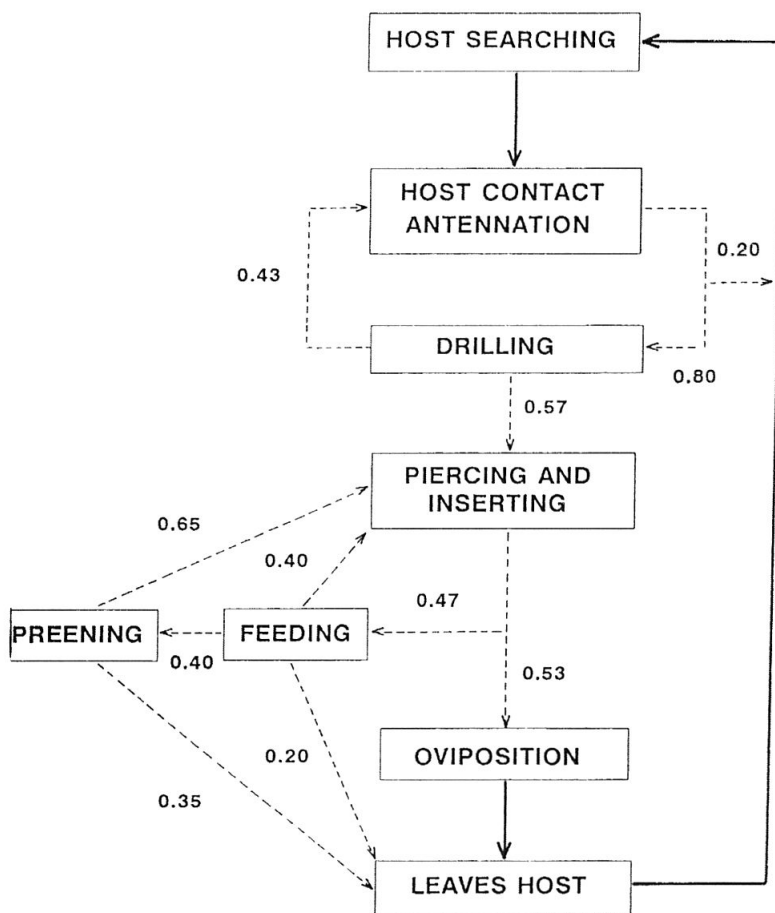 HOST SEARCHING
HOST CONTACT
ANTENNATION
0.20
0.43
DRILLING
0.80
0.57
PIERCING AND
INSERTING
0.65
0.40
0.47
PREENING
FEEDING
0.40
0.53
OVIPOSITION
0.20
0.35
LEAVES HOST